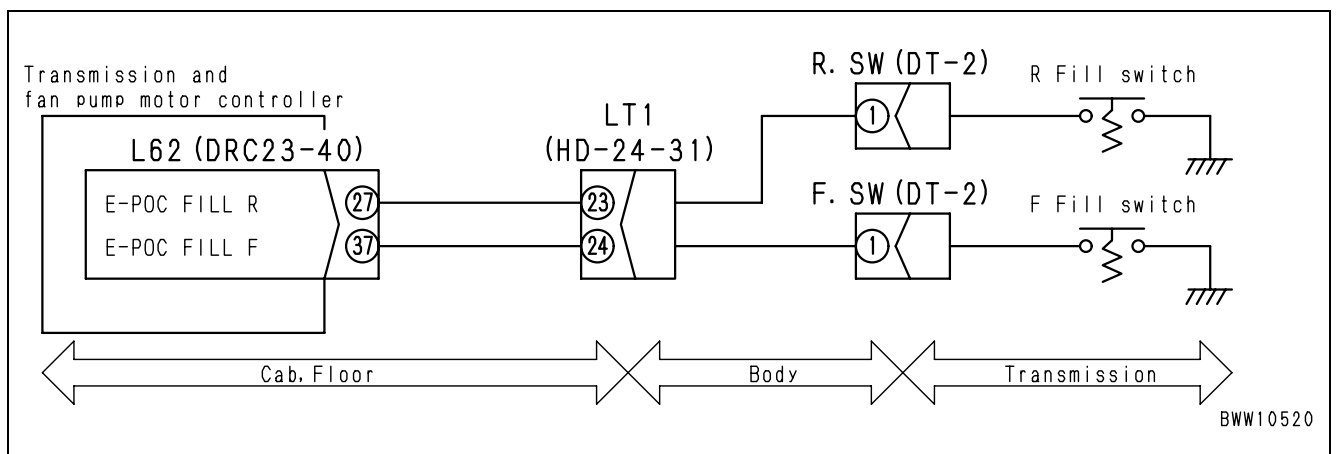 Transmission and
fan pump motor controller
L62 (DRC23-40)
E-POC FILL R
27
E-POC FILL F
37
LT1
(HD-24-31)
23
24
R. SW (DT-2)
1
R Fill switch
F. SW (DT-2)
1
F Fill switch
Cab, Floor
Body
Transmission
BWW10520